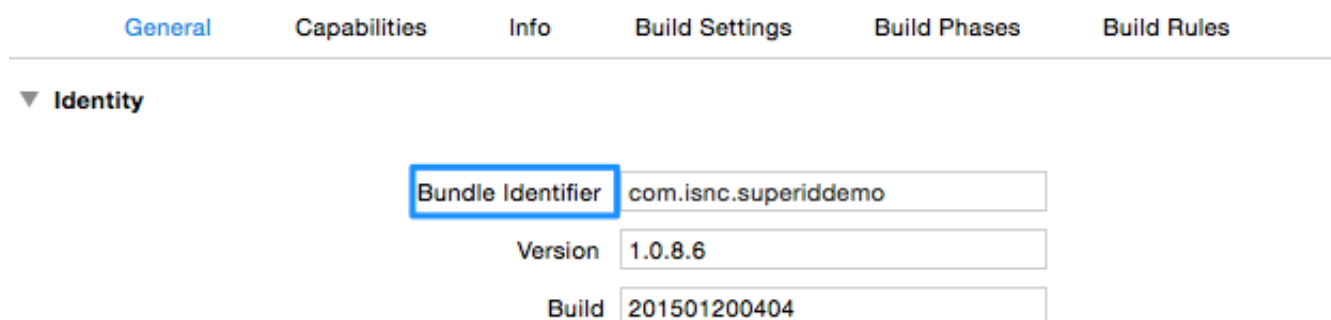 General Capabilities Info Build Settings Build Phases Build Rules
Identity
Bundle Identifier com.isnc.superiddemo
Version 1.0.8.6
Build 201501200404